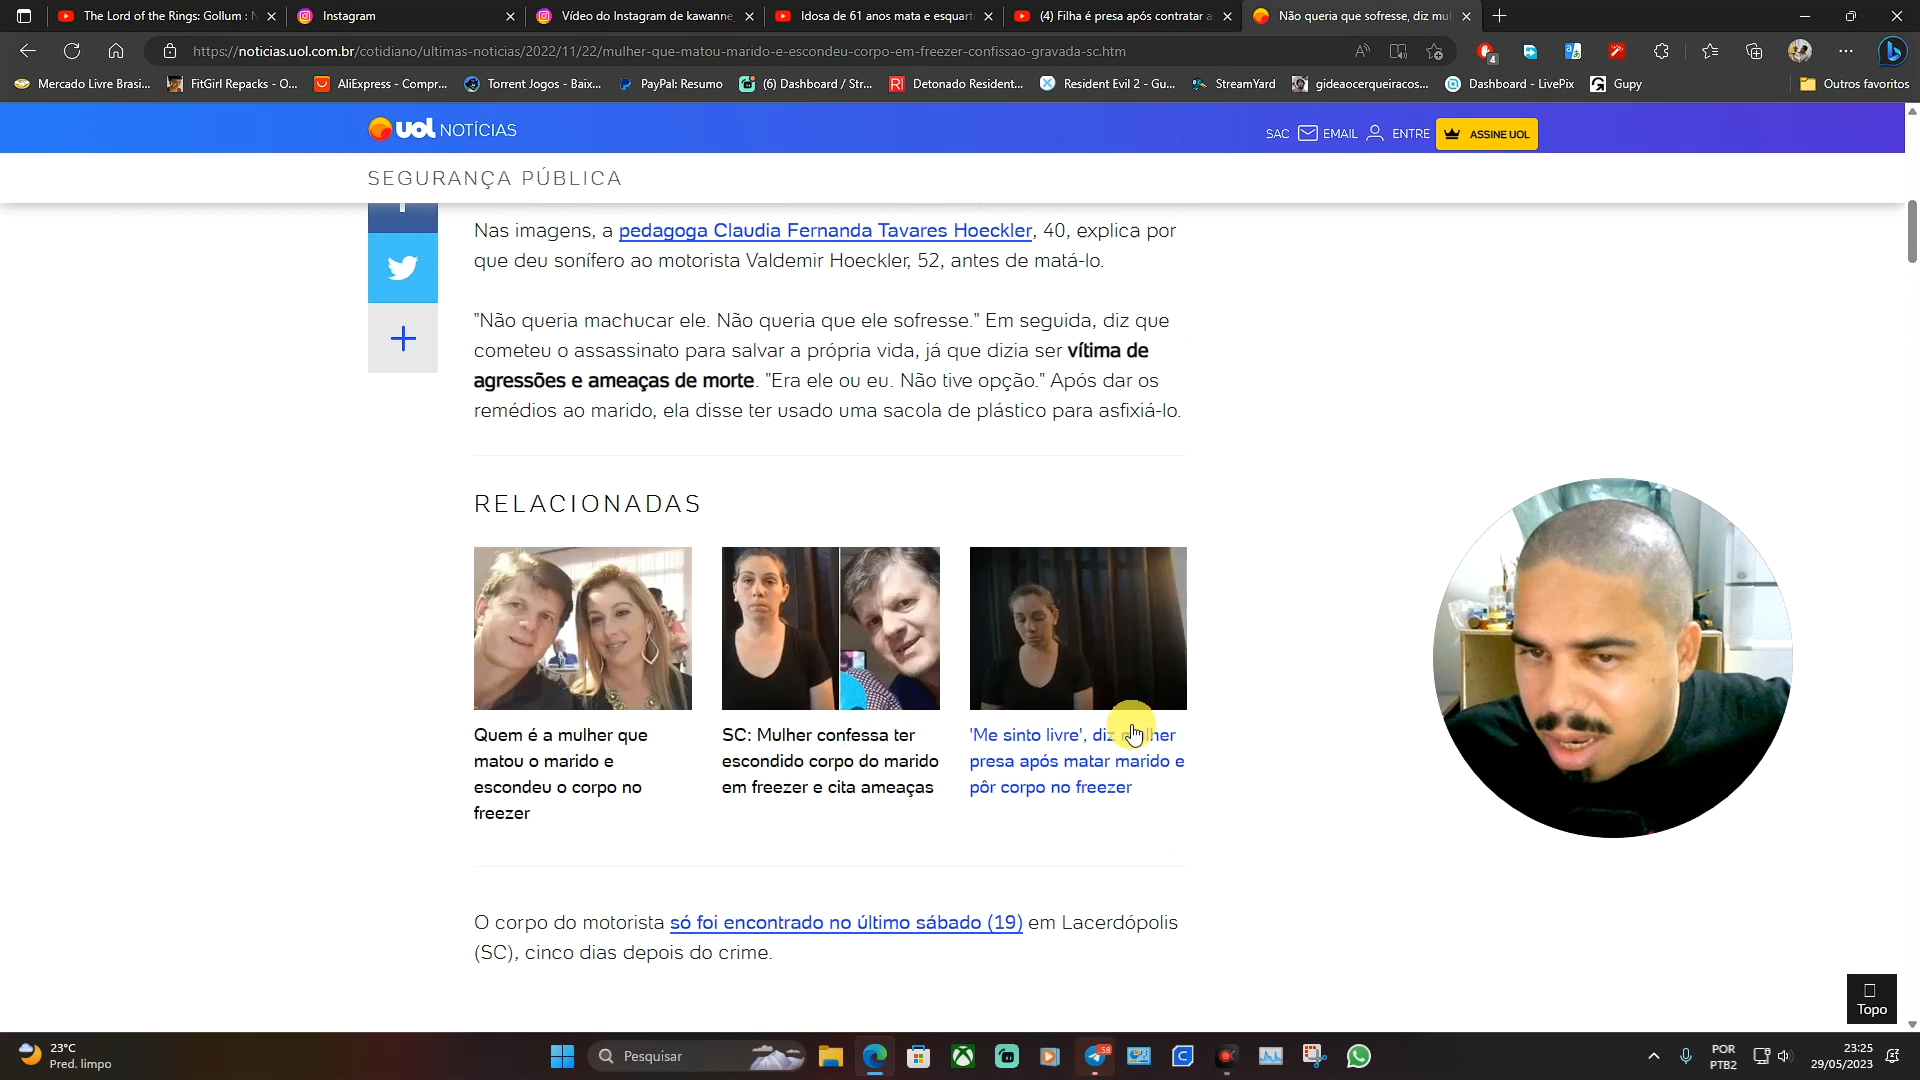 The Lord of the Rings: Gollum : N
Instagram
Vídeo do Instagram de kawanne
Idosa de 61 anos mata e esquart
(4) Filha é presa após contratar a
Não queria que sofresse, diz mul
https://noticias.uol.com.br/cotidiano/ultimas-noticias/2022/11/22/mulher-que-matou-marido-e-escondeu-corpo-em-freezer-confissao-gravada-sc.htm
4
Mercado Livre Brasi...
FitGirl Repacks - O...
AliExpress - Compr...
Torrent Jogos - Baix...
PayPal: Resumo
(6) Dashboard / Str...
Detonado Resident...
Resident Evil 2 - Gu...
StreamYard
gideaocerqueiracos...
Dashboard - LivePix
Gupy
Outros favoritos
uol NOTÍCIAS
SAC
EMAIL
ENTRE
ASSINE UOL
SEGURANÇA PÚBLICA
Nas imagens, a pedagoga Claudia Fernanda Tavares Hoeckler, 40, explica por
que deu sonífero ao motorista Valdemir Hoeckler, 52, antes de matá-lo.
"Não queria machucar ele. Não queria que ele sofresse." Em seguida, diz que
cometeu o assassinato para salvar a própria vida, já que dizia ser vítima de
agressões e ameaças de morte. "Era ele ou eu. Não tive opção." Após dar os
remédios ao marido, ela disse ter usado uma sacola de plástico para asfixiá-lo.
RELACIONADAS
Quem é a mulher que
matou o marido e
escondeu o corpo no
freezer
SC: Mulher confessa ter
escondido corpo do marido
em freezer e cita ameaças
'Me sinto livre', diz mulher
presa após matar marido e
pôr corpo no freezer
O corpo do motorista só foi encontrado no último sábado (19) em Lacerdópolis
(SC), cinco dias depois do crime.
Topo
23°C
Pred. limpo
Pesquisar
58
POR
PTB2
23:25
29/05/2023